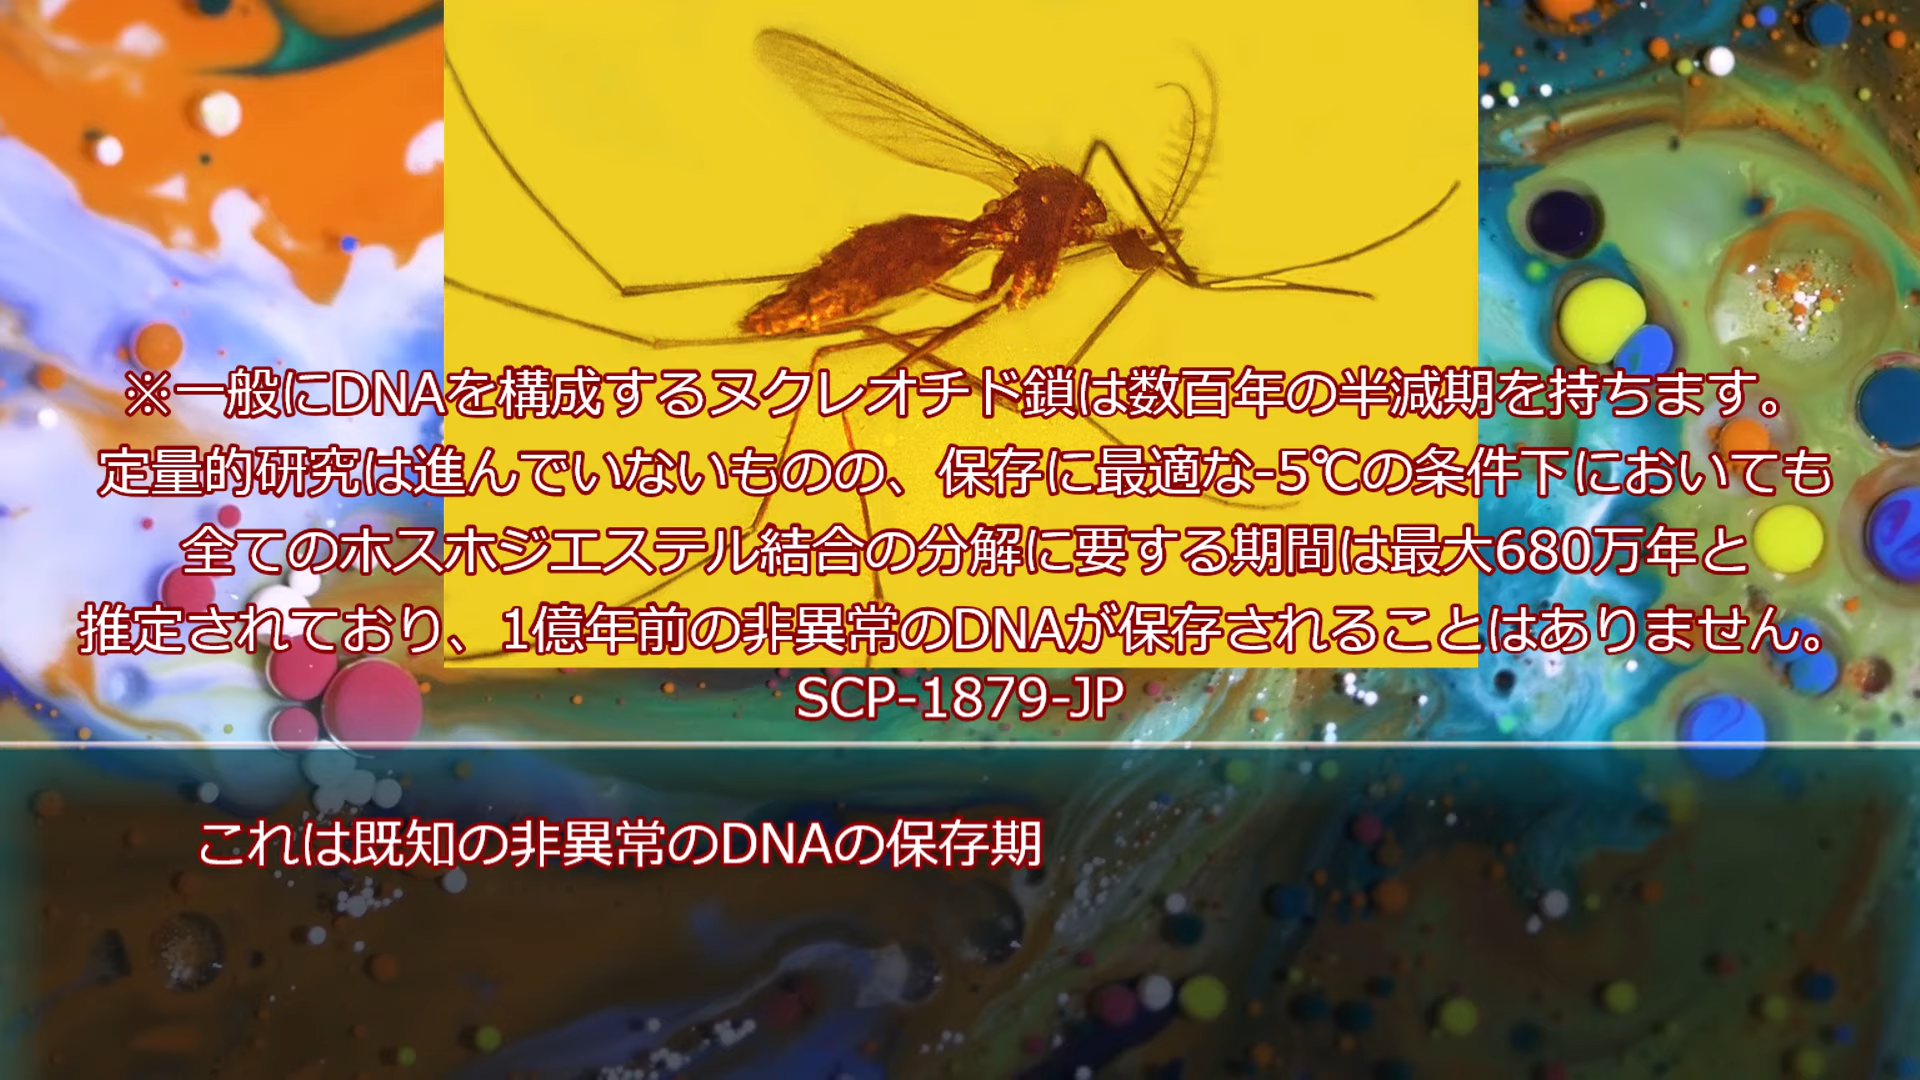 ※一般にDNAを構成するヌクレオチド鎖は数百年の半減期を持ちます。
定量的研究は進んでいないものの、保存に最適な-5℃の条件下においても
全てのホスホジエステル結合の分解に要する期間は最大680万年と
推定されており、1億年前の非異常のDNAが保存されることはありません。
SCP-1879-JP
これは既知の非異常のDNAの保存期